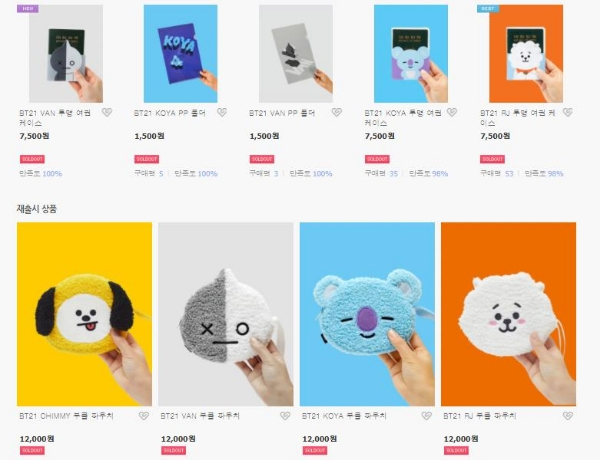 NEW
BEST
KOYA
BT21 VAN 투명 여권 케이스
7,500원
SOLDOUT
만족도 100%
BT21 KOYA PP 폴더
1,500원
SOLDOUT
구매평 5 만족도 100%
BT21 VAN PP 폴더
1,500원
SOLDOUT
구매평 3 만족도 100%
BT21 KOYA 투명 여권 케이스
7,500원
SOLDOUT
구매평 35 만족도 98%
BT21 RJ 투명 여권 케이스
7,500원
SOLDOUT
구매평 53 만족도 98%
재출시 상품
BT21 CHIMMY 부클 파우치
12,000원
SOLDOUT
BT21 VAN 부클 파우치
12,000원
SOLDOUT
BT21 KOYA 부클 파우치
12,000원
SOLDOUT
BT21 RJ 부클 파우치
12,000원
SOLDOUT